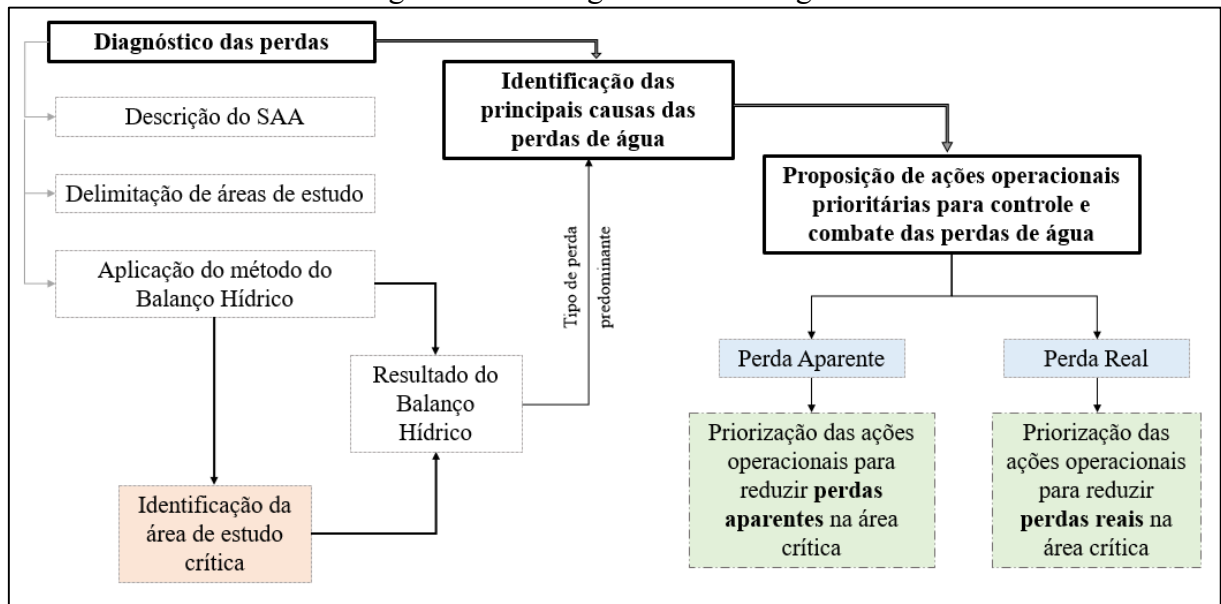 Diagnóstico das perdas
Descrição do SAA
Delimitação de áreas de estudo
Aplicação do método do
Balanço Hídrico
Identificação da
área de estudo
crítica
Resultado do
Balanço
Hídrico
Tipo de perda
predominante
Identificação das
principais causas das
perdas de água
Proposição de ações operacionais
prioritárias para controle e
combate das perdas de água
Perda Aparente
Priorização das ações
operacionais para
reduzir perdas
aparentes na área
crítica
Perda Real
Priorização das
ações operacionais
para reduzir
perdas reais na
área crítica